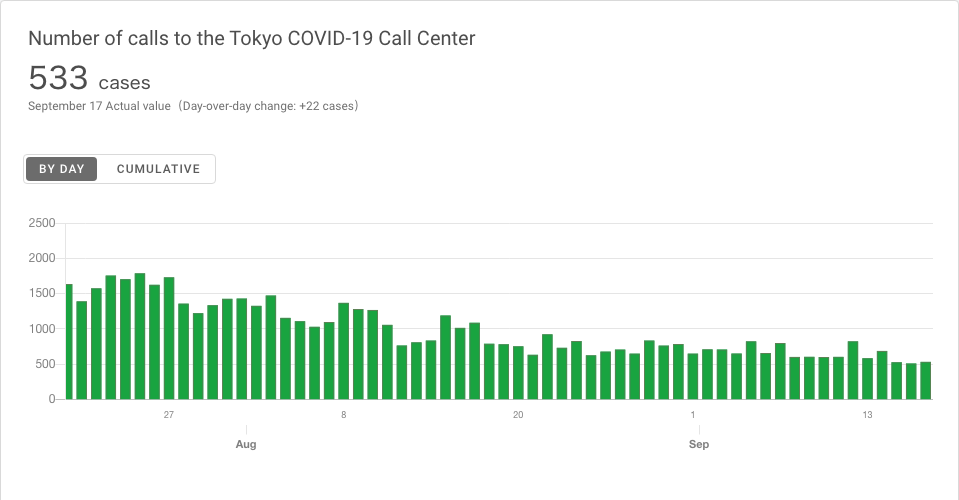 Number of calls to the Tokyo COVID-19 Call Center
533 cases
September 17 Actual value（Day-over-day change: +22 cases）
BY DAY CUMULATIVE
2500
2000
1500
1000
500
0
27 8 20 1 13
Aug Sep